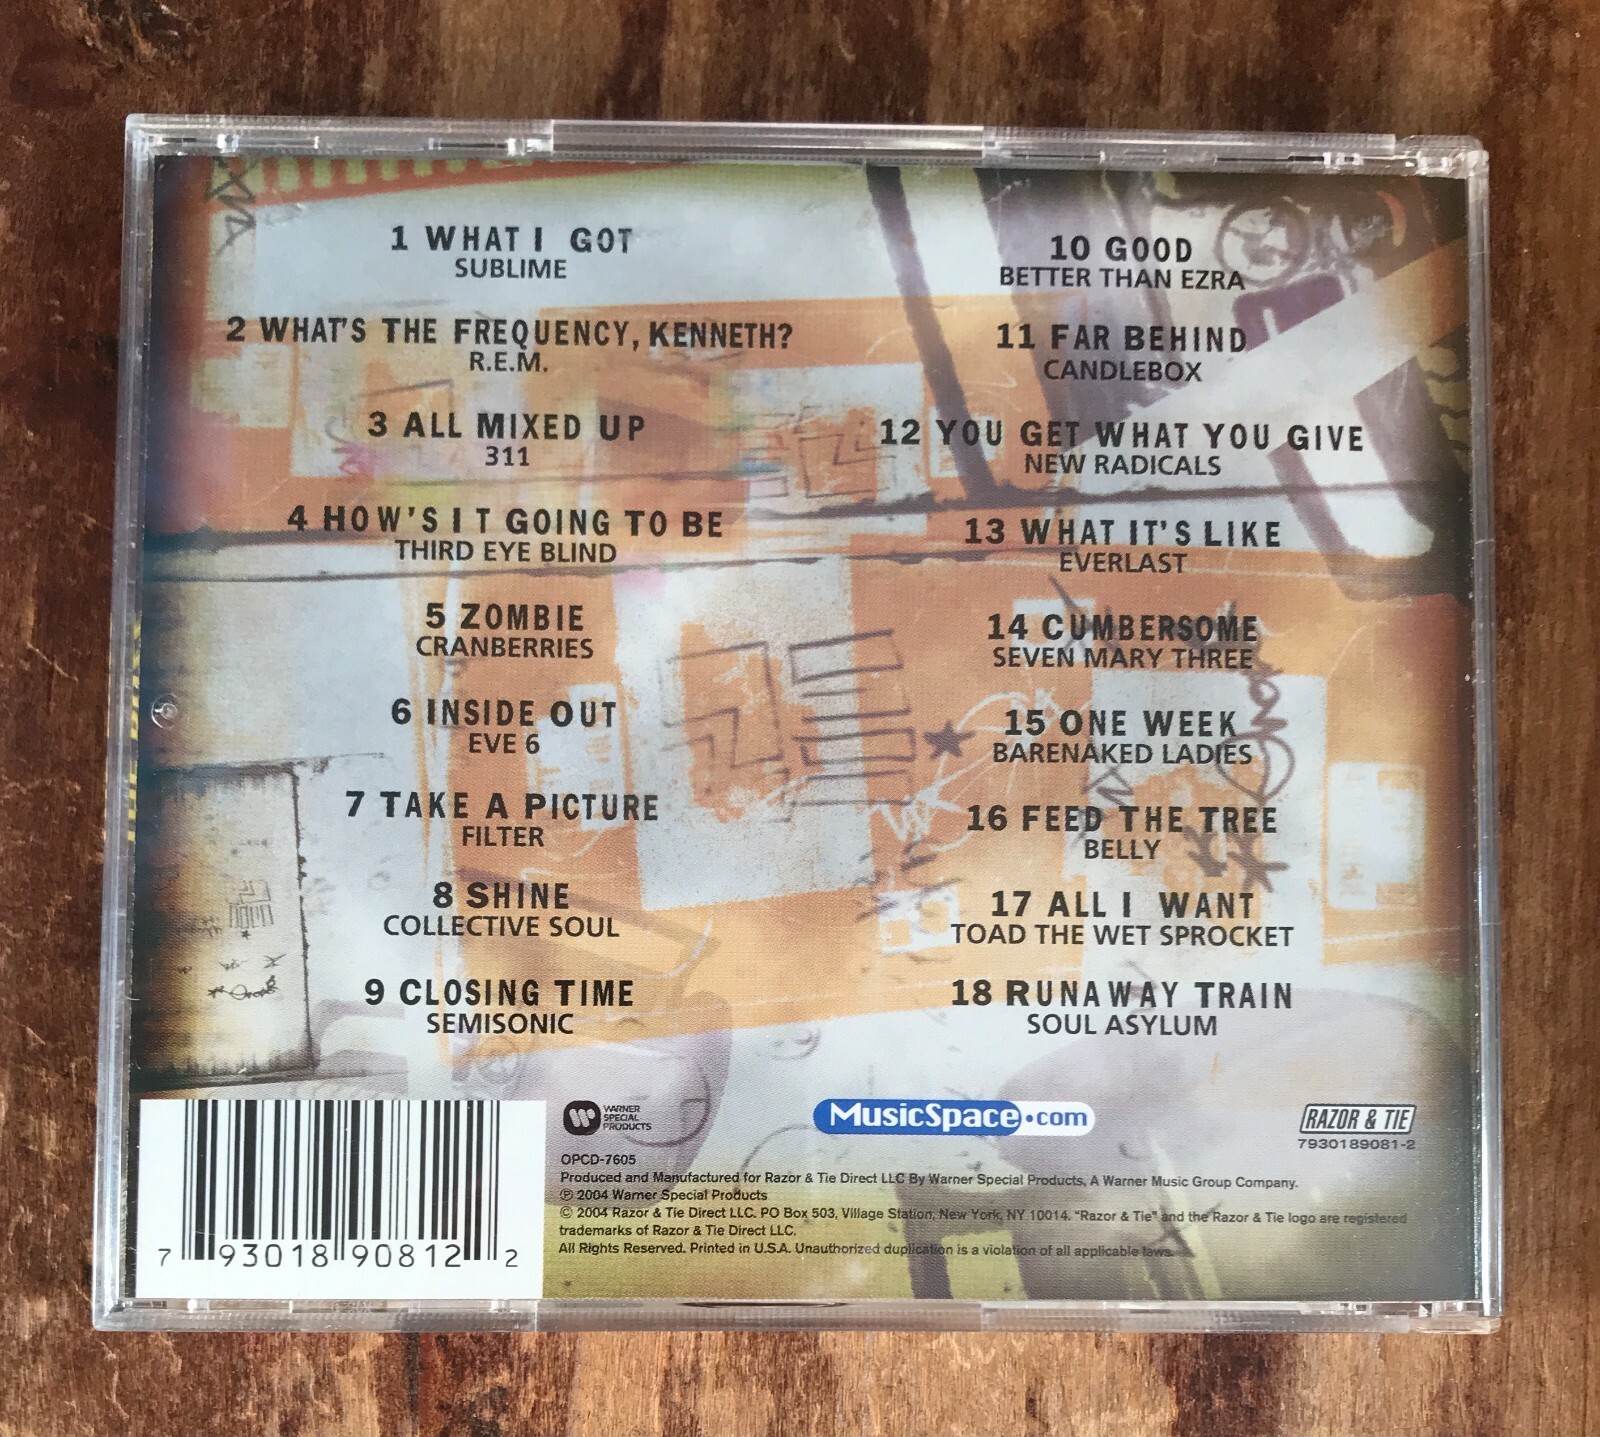 1 WHAT I GOT
SUBLIME
2 WHAT'S THE FREQUENCY, KENNETH?
R.E.M.
3 ALL MIXED UP
311
4 HOW'S IT GOING TO BE
THIRD EYE BLIND
5 ZOMBIE
CRANBERRIES
6 INSIDE OUT
EVE 6
7 TAKE A PICTURE
FILTER
8 SHINE
COLLECTIVE SOUL
9 CLOSING TIME
SEMISONIC
10 GOOD
BETTER THAN EZRA
11 FAR BEHIND
CANDLEBOX
12 YOU GET WHAT YOU GIVE
NEW RADICALS
13 WHAT IT'S LIKE
EVERLAST
14 CUMBERSOME
SEVEN MARY THREE
15 ONE WEEK
BARENAKED LADIES
16 FEED THE TREE
BELLY
17 ALL I WANT
TOAD THE WET SPROCKET
18 RUNAWAY TRAIN
SOUL ASYLUM
7 93018 90812 2
WARNER
SPECIAL
PRODUCTS
MusicSpace.com
RAZOR & TIE
7930189081-2
OPCD-7605
Produced and Manufactured for Razor & Tie Direct LLC By Warner Special Products, A Warner Music Group Company.
℗ 2004 Warner Special Products
© 2004 Razor & Tie Direct LLC. PO Box 503, Village Station, New York, NY 10014. "Razor & Tie" and the Razor & Tie logo are registered
trademarks of Razor & Tie Direct LLC.
All Rights Reserved. Printed in U.S.A. Unauthorized duplication is a violation of all applicable laws.